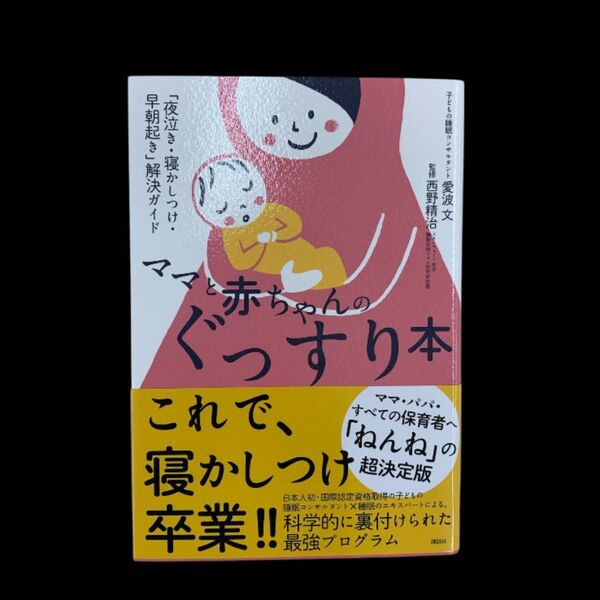 「夜泣き・寝かしつけ・
早朝起き」解決ガイド
子どもの睡眠コンサルタント 愛波 文
監修 西野精治
ママと赤ちゃんの
ぐっすり本
これで、
寝かしつけ
卒業!!
ママ・パパ・
すべての保育者へ
「ねんね」の
超決定版
日本人初・国際認定資格取得の子どもの
睡眠コンサルタント×睡眠のエキスパートによる、
科学的に裏付けられた
最強プログラム
講談社